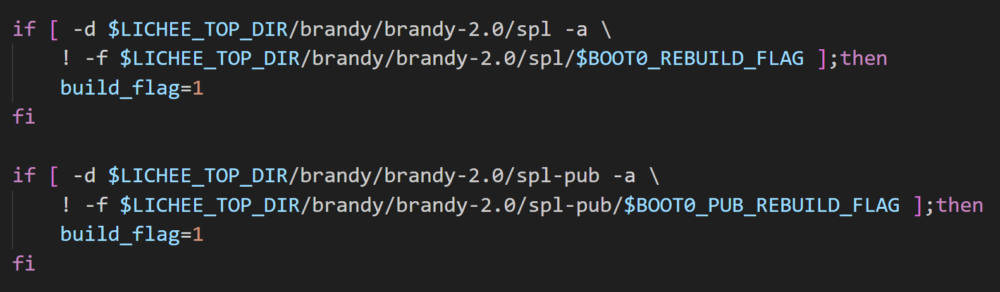 if [ -d $LICHEE_TOP_DIR/brandy/brandy-2.0/spl -a \
    ! -f $LICHEE_TOP_DIR/brandy/brandy-2.0/spl/$BOOT0_REBUILD_FLAG ];then
    build_flag=1
fi

if [ -d $LICHEE_TOP_DIR/brandy/brandy-2.0/spl-pub -a \
    ! -f $LICHEE_TOP_DIR/brandy/brandy-2.0/spl-pub/$BOOT0_PUB_REBUILD_FLAG ];then
    build_flag=1
fi